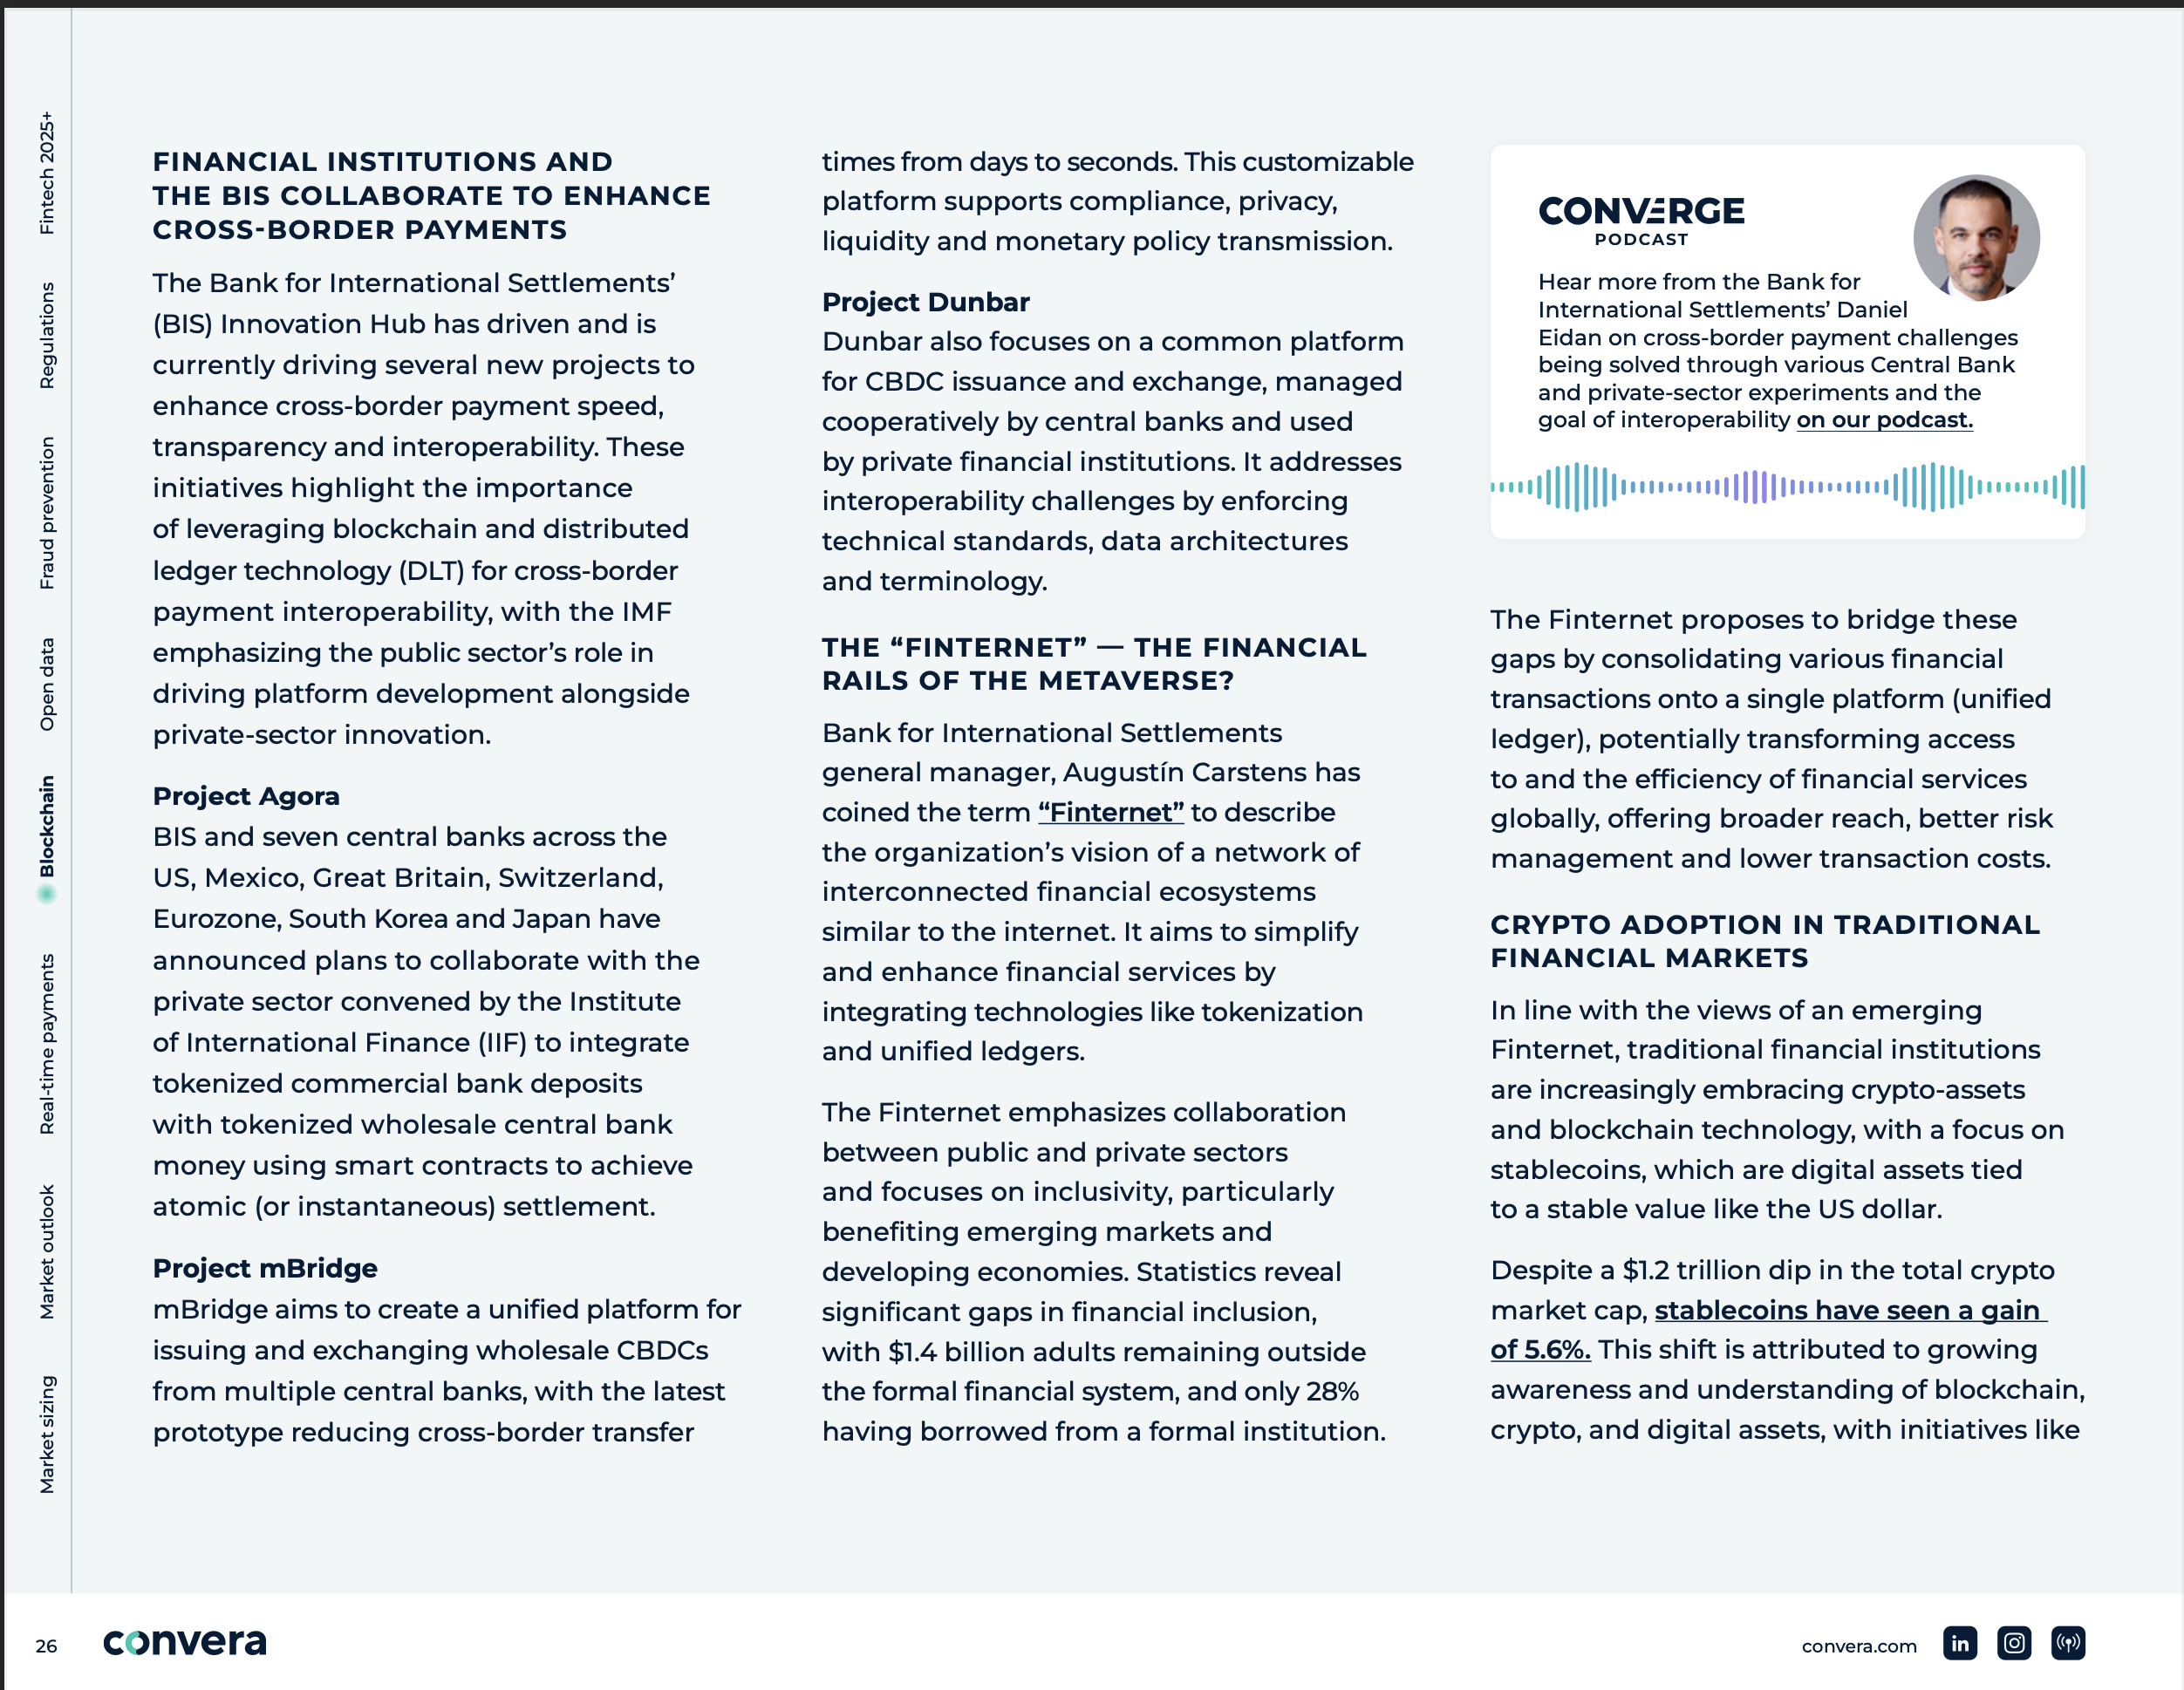 Fintech 2025+
Regulations
Fraud prevention
Open data
Blockchain
Real-time payments
Market outlook
Market sizing
FINANCIAL INSTITUTIONS AND
THE BIS COLLABORATE TO ENHANCE
CROSS-BORDER PAYMENTS
The Bank for International Settlements’
(BIS) Innovation Hub has driven and is
currently driving several new projects to
enhance cross-border payment speed,
transparency and interoperability. These
initiatives highlight the importance
of leveraging blockchain and distributed
ledger technology (DLT) for cross-border
payment interoperability, with the IMF
emphasizing the public sector’s role in
driving platform development alongside
private-sector innovation.
Project Agora
BIS and seven central banks across the
US, Mexico, Great Britain, Switzerland,
Eurozone, South Korea and Japan have
announced plans to collaborate with the
private sector convened by the Institute
of International Finance (IIF) to integrate
tokenized commercial bank deposits
with tokenized wholesale central bank
money using smart contracts to achieve
atomic (or instantaneous) settlement.
Project mBridge
mBridge aims to create a unified platform for
issuing and exchanging wholesale CBDCs
from multiple central banks, with the latest
prototype reducing cross-border transfer
times from days to seconds. This customizable
platform supports compliance, privacy,
liquidity and monetary policy transmission.
Project Dunbar
Dunbar also focuses on a common platform
for CBDC issuance and exchange, managed
cooperatively by central banks and used
by private financial institutions. It addresses
interoperability challenges by enforcing
technical standards, data architectures
and terminology.
THE “FINTERNET” — THE FINANCIAL
RAILS OF THE METAVERSE?
Bank for International Settlements
general manager, Augustín Carstens has
coined the term “Finternet” to describe
the organization’s vision of a network of
interconnected financial ecosystems
similar to the internet. It aims to simplify
and enhance financial services by
integrating technologies like tokenization
and unified ledgers.
The Finternet emphasizes collaboration
between public and private sectors
and focuses on inclusivity, particularly
benefiting emerging markets and
developing economies. Statistics reveal
significant gaps in financial inclusion,
with $1.4 billion adults remaining outside
the formal financial system, and only 28%
having borrowed from a formal institution.
CONVERGE
PODCAST
Hear more from the Bank for
International Settlements’ Daniel
Eidan on cross-border payment challenges
being solved through various Central Bank
and private-sector experiments and the
goal of interoperability on our podcast.
The Finternet proposes to bridge these
gaps by consolidating various financial
transactions onto a single platform (unified
ledger), potentially transforming access
to and the efficiency of financial services
globally, offering broader reach, better risk
management and lower transaction costs.
CRYPTO ADOPTION IN TRADITIONAL
FINANCIAL MARKETS
In line with the views of an emerging
Finternet, traditional financial institutions
are increasingly embracing crypto-assets
and blockchain technology, with a focus on
stablecoins, which are digital assets tied
to a stable value like the US dollar.
Despite a $1.2 trillion dip in the total crypto
market cap, stablecoins have seen a gain
of 5.6%. This shift is attributed to growing
awareness and understanding of blockchain,
crypto, and digital assets, with initiatives like
26
convera
convera.com
in